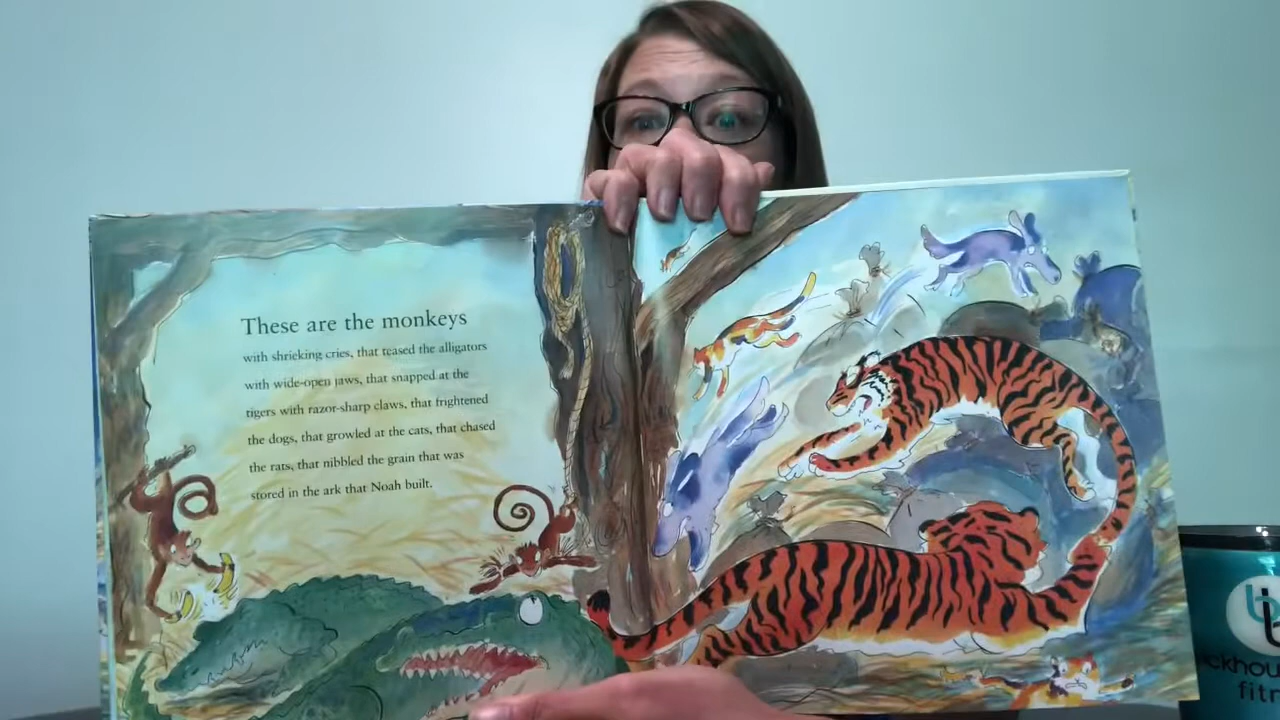 These are the monkeys
with shrieking cries, that teased the alligators
with wide-open jaws, that snapped at the
tigers with razor-sharp claws, that frightened
the dogs, that growled at the cats, that chased
the rats, that nibbled the grain that was
stored in the ark that Noah built.